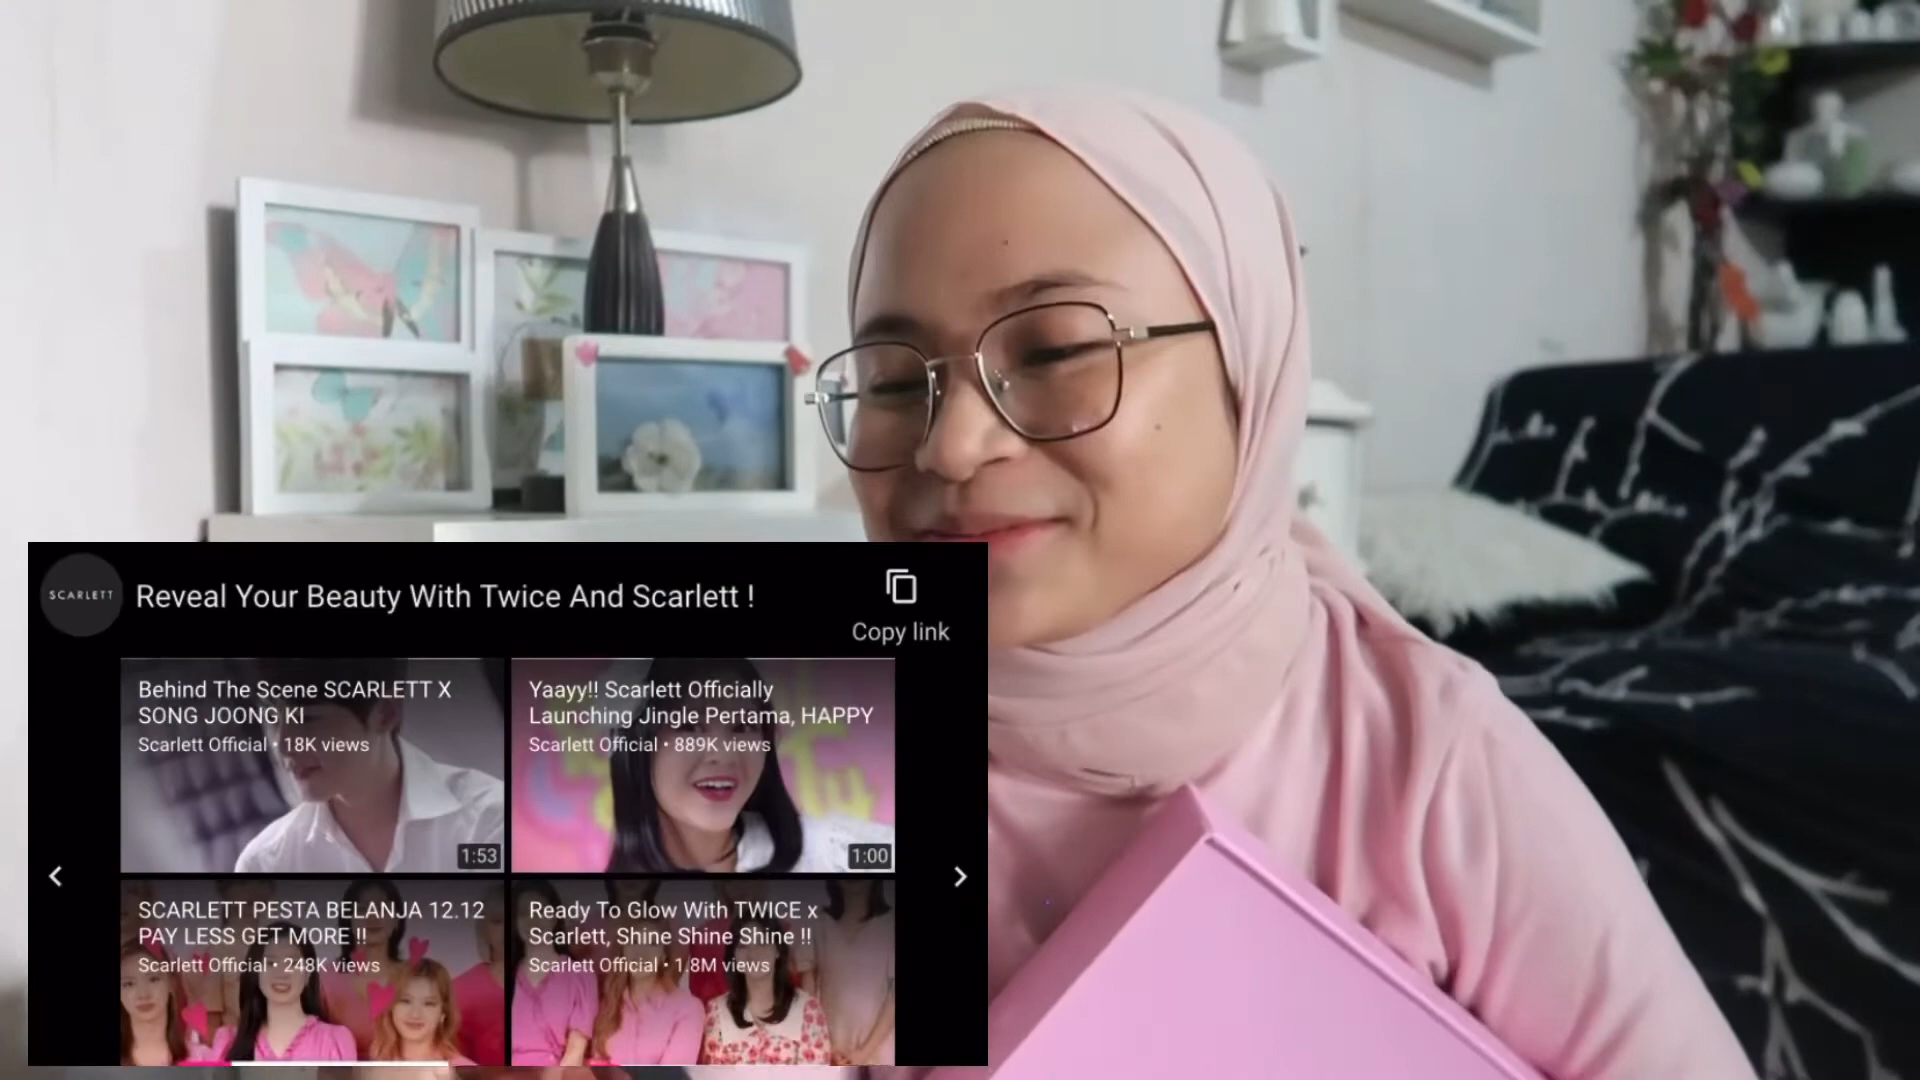 SCARLETT
Reveal Your Beauty With Twice And Scarlett !
Copy link
Behind The Scene SCARLETT X
SONG JOONG KI
Scarlett Official • 18K views
1:53
Yaayy!! Scarlett Officially
Launching Jingle Pertama, HAPPY
Scarlett Official • 889K views
1:00
SCARLETT PESTA BELANJA 12.12
PAY LESS GET MORE !!
Scarlett Official • 248K views
Ready To Glow With TWICE x
Scarlett, Shine Shine Shine !!
Scarlett Official • 1.8M views